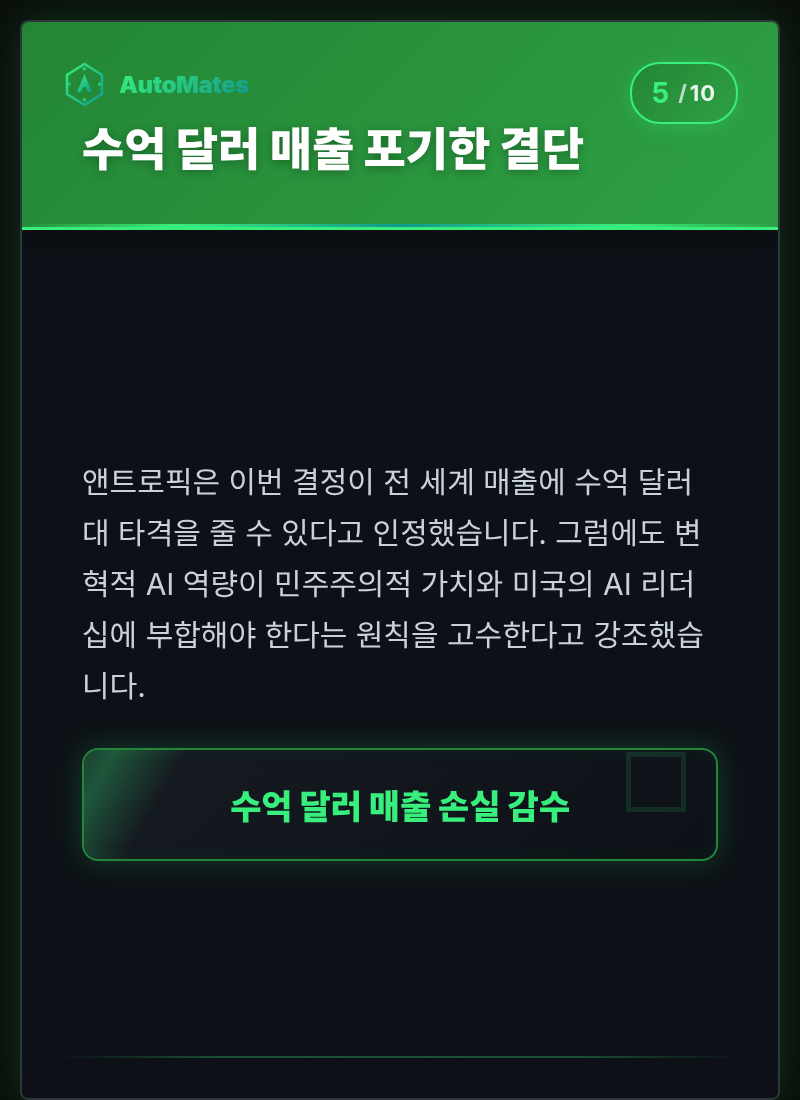 AutoMates
5 /10
수억 달러 매출 포기한 결단
앤트로픽은 이번 결정이 전 세계 매출에 수억 달러
대 타격을 줄 수 있다고 인정했습니다. 그럼에도 변
혁적 AI 역량이 민주주의적 가치와 미국의 AI 리더
십에 부합해야 한다는 원칙을 고수한다고 강조했습
니다.
수억 달러 매출 손실 감수